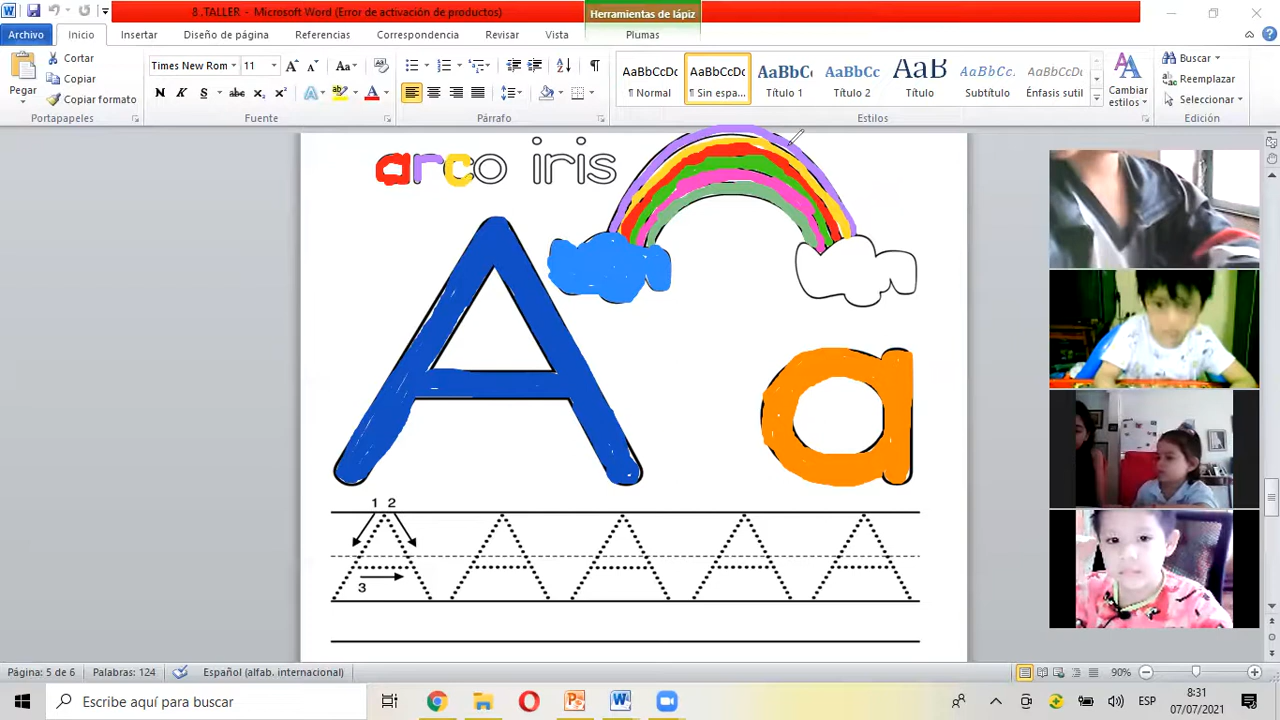 8 .TALLER - Microsoft Word (Error de activación de productos)
Herramientas de lápiz
Archivo Inicio Insertar Diseño de página Referencias Correspondencia Revisar Vista Plumas
Pegar
Cortar
Copiar
Copiar formato
Portapapeles
Times New Rom 11
N K S abc x₂ x²
Aa
Fuente
Párrafo
AaBbCcDc AaBbCcDc AaBbC AaBbCc AaB AaBbCc. AaBbCcDc
¶ Normal ¶ Sin espa... Título 1 Título 2 Título Subtítulo Énfasis sutil
Cambiar estilos
Estilos
Buscar
Reemplazar
Seleccionar
Edición
arco iris
A a
1 2
3
A A A A A
Página: 5 de 6 Palabras: 124 Español (alfab. internacional) 90%
Escribe aquí para buscar
ESP
8:31
07/07/2021